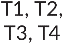 T1, T2,
T3, T4